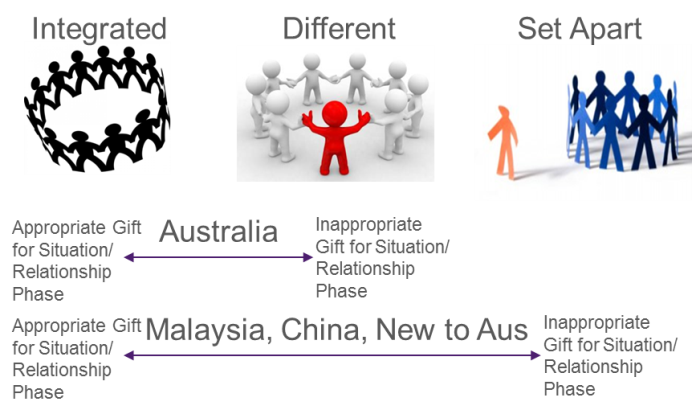 Integrated
Different
Set Apart
Appropriate Gift
for Situation/
Relationship
Phase
Australia
Inappropriate
Gift for Situation/
Relationship
Phase
Appropriate Gift
for Situation/
Relationship
Phase
Malaysia, China, New to Aus
Inappropriate
Gift for Situation/
Relationship
Phase